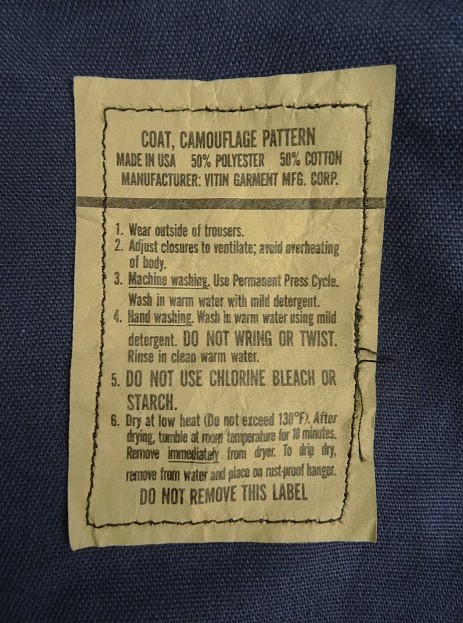 COAT, CAMOUFLAGE PATTERN
MADE IN USA 50% POLYESTER 50% COTTON
MANUFACTURER: VITIN GARMENT MFG. CORP.
1. Wear outside of trousers.
2. Adjust closures to ventilate; avoid overheating
of body.
3. Machine washing. Use Permanent Press Cycle.
Wash in warm water with mild detergent.
4. Hand washing. Wash in warm water using mild
detergent. DO NOT WRING OR TWIST.
Rinse in clean warm water.
5. DO NOT USE CHLORINE BLEACH OR
STARCH.
6. Dry at low heat (Do not exceed 130°F). After
drying, tumble at room temperature for 10 minutes.
Remove immediately from dryer. To drip dry,
remove from water and place on rust-proof hanger.
DO NOT REMOVE THIS LABEL